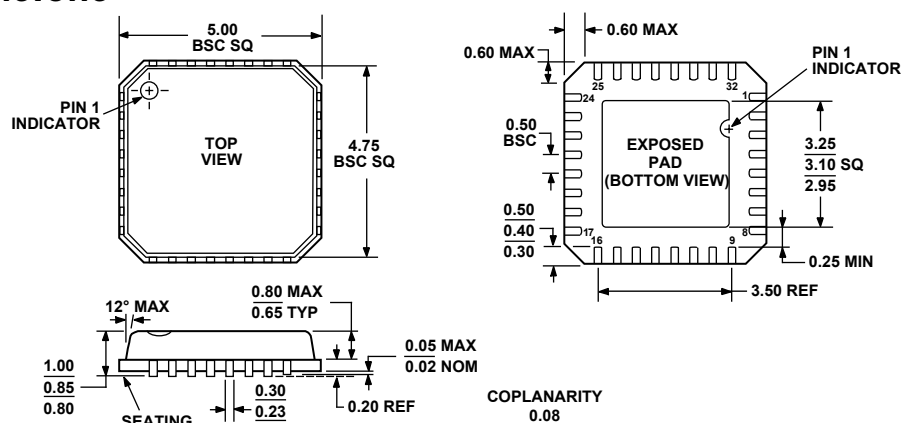 5.00
BSC SQ
PIN 1
INDICATOR
TOP
VIEW
4.75
BSC SQ
0.60 MAX
0.60 MAX
PIN 1
INDICATOR
25
32
24
1
0.50
BSC
EXPOSED
PAD
(BOTTOM VIEW)
3.25
3.10 SQ
2.95
0.50
0.40
0.30
17
16
9
8
0.25 MIN
3.50 REF
12° MAX
0.80 MAX
0.65 TYP
1.00
0.85
0.80
0.05 MAX
0.02 NOM
0.30
0.23
0.20 REF
SEATING
COPLANARITY
0.08